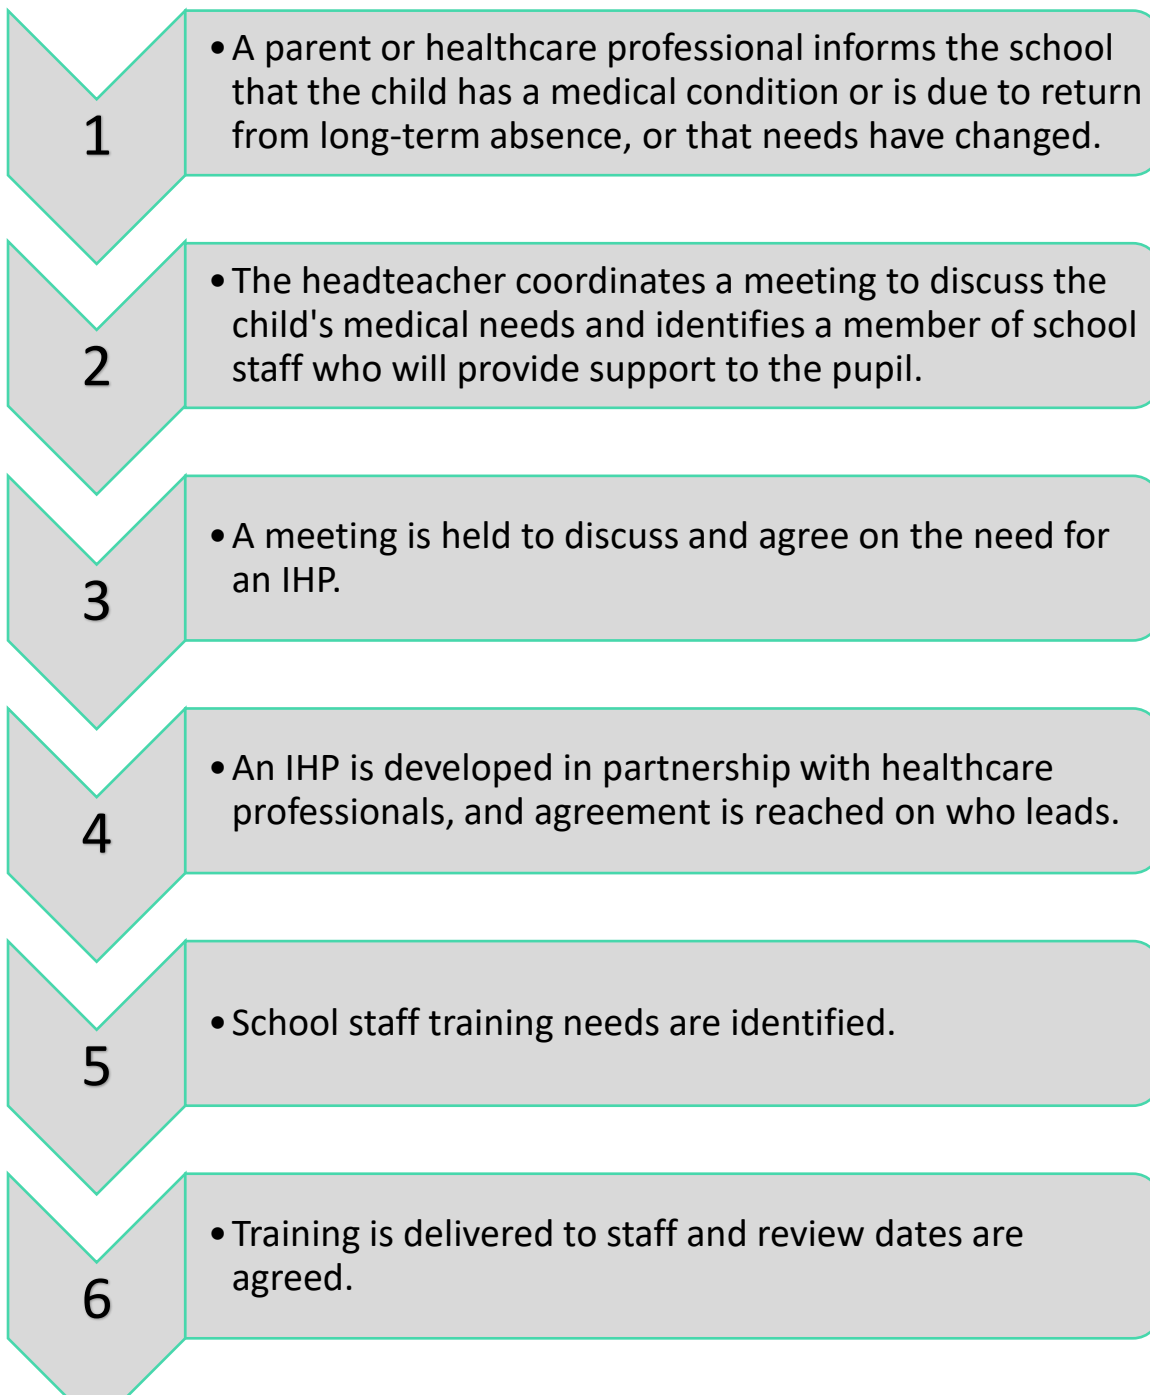 1
• A parent or healthcare professional informs the school
that the child has a medical condition or is due to return
from long-term absence, or that needs have changed.
2
• The headteacher coordinates a meeting to discuss the
child's medical needs and identifies a member of school
staff who will provide support to the pupil.
3
• A meeting is held to discuss and agree on the need for
an IHP.
4
• An IHP is developed in partnership with healthcare
professionals, and agreement is reached on who leads.
5
• School staff training needs are identified.
6
• Training is delivered to staff and review dates are
agreed.